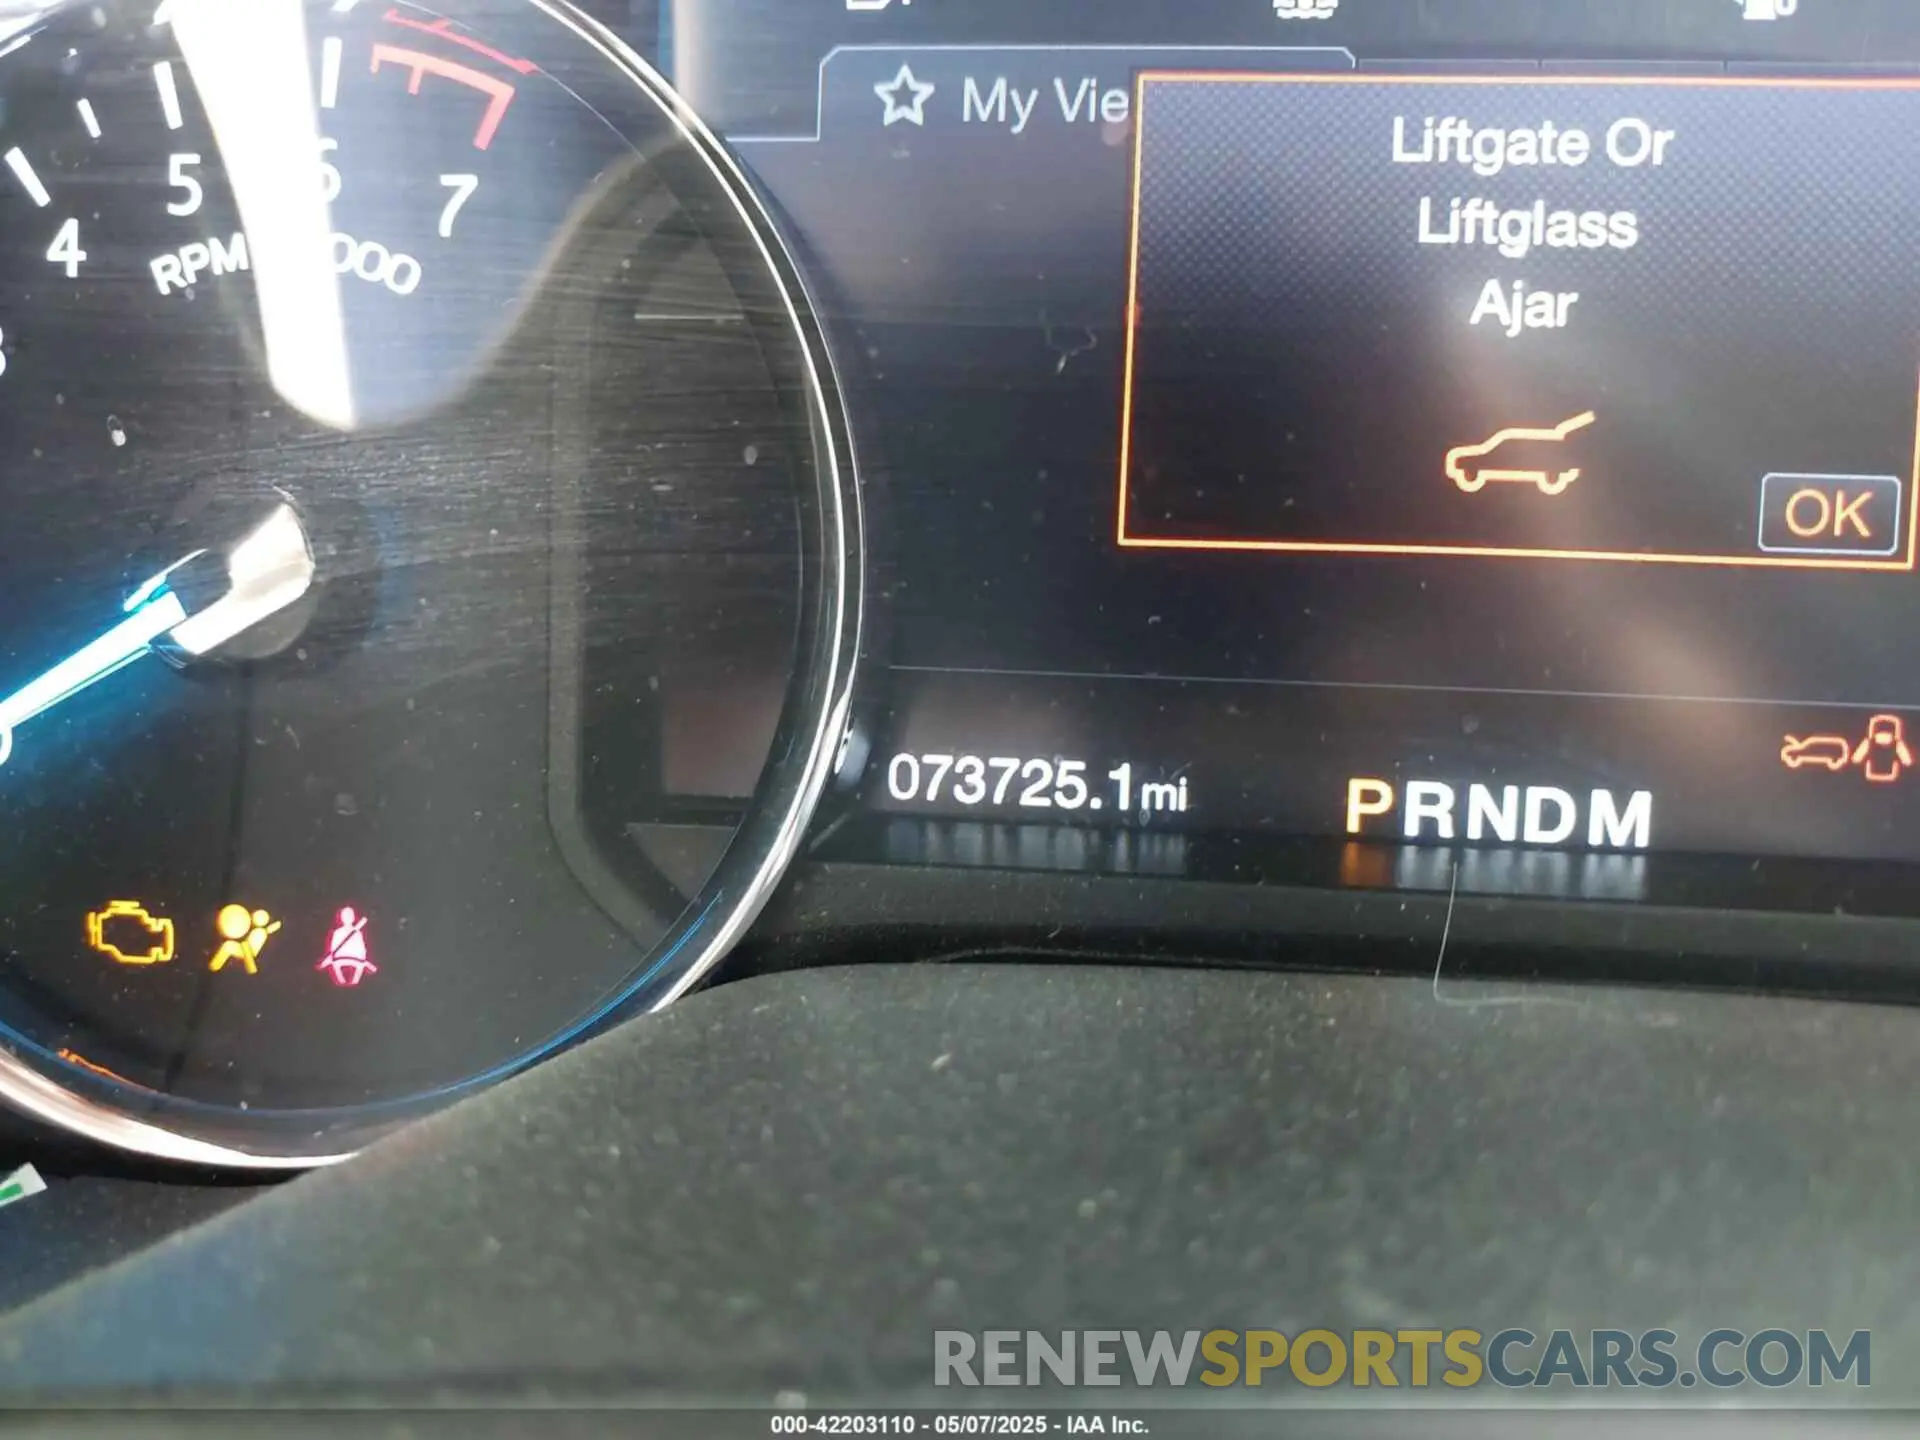 My Vie
Liftgate Or
Liftglass
Ajar
OK
4
5
6
7
RPM
000
073725.1mi
PRNDM
RENEWSPORTSCARS.COM
000-42203110 - 05/07/2025 - IAA Inc.